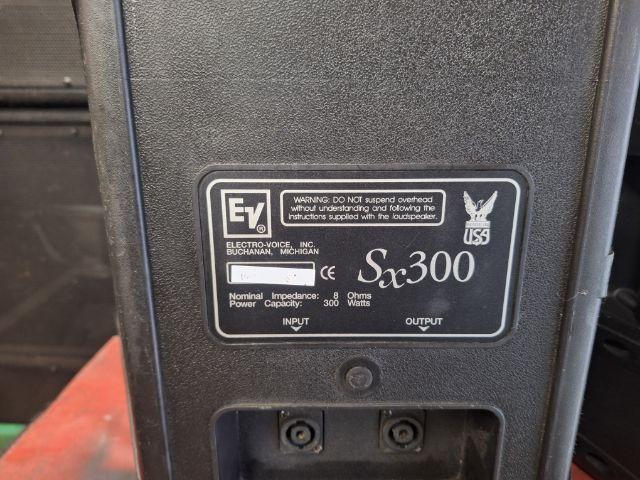 EV®
WARNING: DO NOT suspend overhead
without understanding and following the
instructions supplied with the loudspeaker.
USA
ELECTRO-VOICE, INC.
BUCHANAN, MICHIGAN
CE
Sx300
Nominal Impedance: 8 Ohms
Power Capacity: 300 Watts
INPUT
OUTPUT